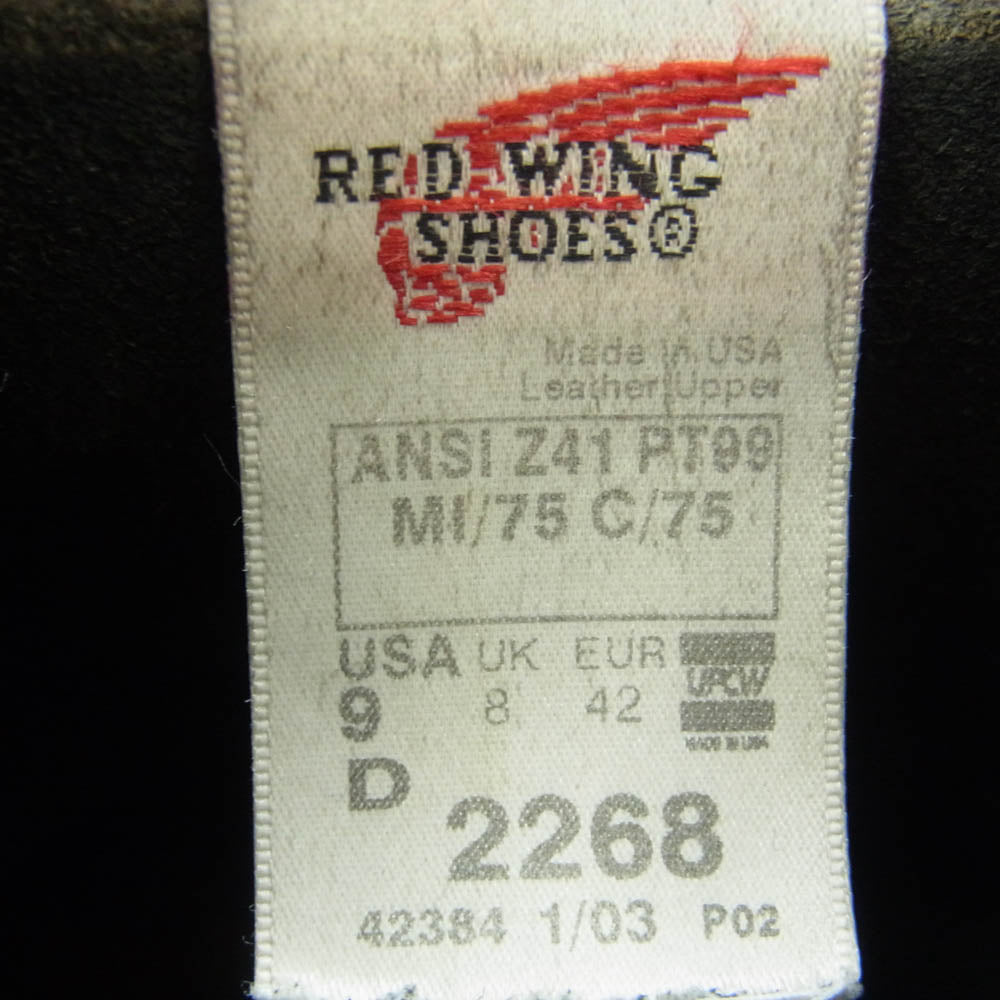 RED WING
SHOES®
Made in USA
Leather Upper
ANSI Z41 PT99
MI/75 C/75
USA UK EUR
9 8 42
D
UFCW
MADE IN USA
2268
42384 1/03 P02